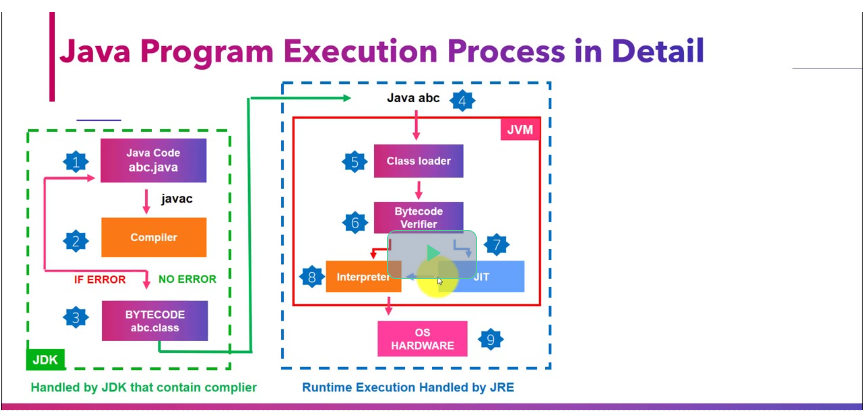 Java Program Execution Process in Detail
Java abc
4
JVM
1
Java Code
abc.java
5
Class loader
javac
2
Compiler
6
Bytecode
Verifier
7
8
Interpreter
JIT
IF ERROR
NO ERROR
3
BYTECODE
abc.class
OS
HARDWARE
9
JDK
Handled by JDK that contain complier
Runtime Execution Handled by JRE